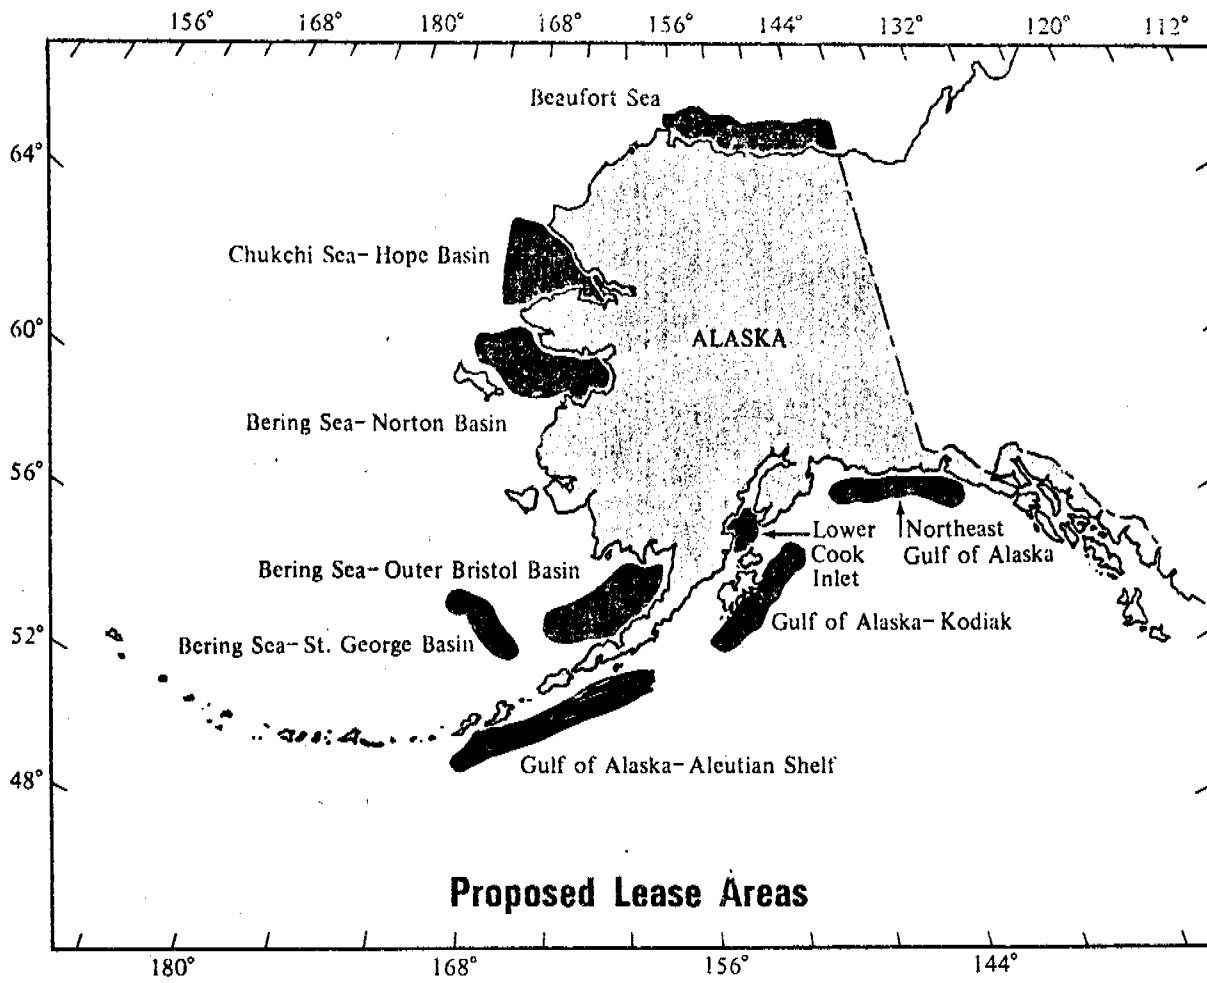 156° 168° 180° 168° 156° 144° 132° 120° 112°
Beaufort Sea
64°
Chukchi Sea-Hope Basin
60°
ALASKA
Bering Sea-Norton Basin
56°
Lower
Cook
Inlet
Northeast
Gulf of Alaska
Bering Sea-Outer Bristol Basin
Gulf of Alaska-Kodiak
52°
Bering Sea-St. George Basin
Gulf of Alaska-Aleutian Shelf
48°
Proposed Lease Areas
180° 168° 156° 144°